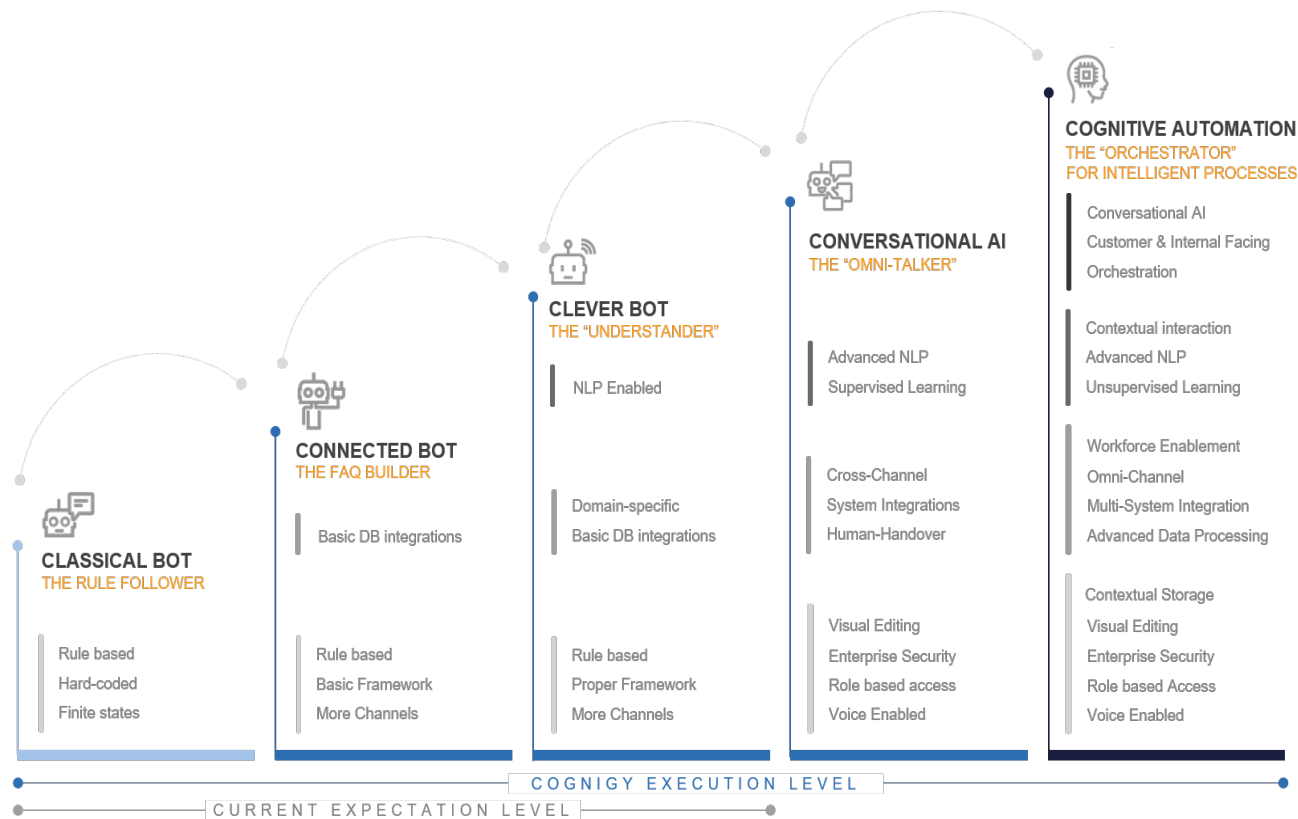 CLASSICAL BOT
THE RULE FOLLOWER
Rule based
Hard-coded
Finite states
CONNECTED BOT
THE FAQ BUILDER
Basic DB integrations
Rule based
Basic Framework
More Channels
CLEVER BOT
THE “UNDERSTANDER”
NLP Enabled
Domain-specific
Basic DB integrations
Rule based
Proper Framework
More Channels
CONVERSATIONAL AI
THE “OMNI-TALKER”
Advanced NLP
Supervised Learning
Cross-Channel
System Integrations
Human-Handover
Visual Editing
Enterprise Security
Role based access
Voice Enabled
COGNITIVE AUTOMATION
THE “ORCHESTRATOR”
FOR INTELLIGENT PROCESSES
Conversational AI
Customer & Internal Facing
Orchestration
Contextual interaction
Advanced NLP
Unsupervised Learning
Workforce Enablement
Omni-Channel
Multi-System Integration
Advanced Data Processing
Contextual Storage
Visual Editing
Enterprise Security
Role based Access
Voice Enabled
COGNIGY EXECUTION LEVEL
CURRENT EXPECTATION LEVEL